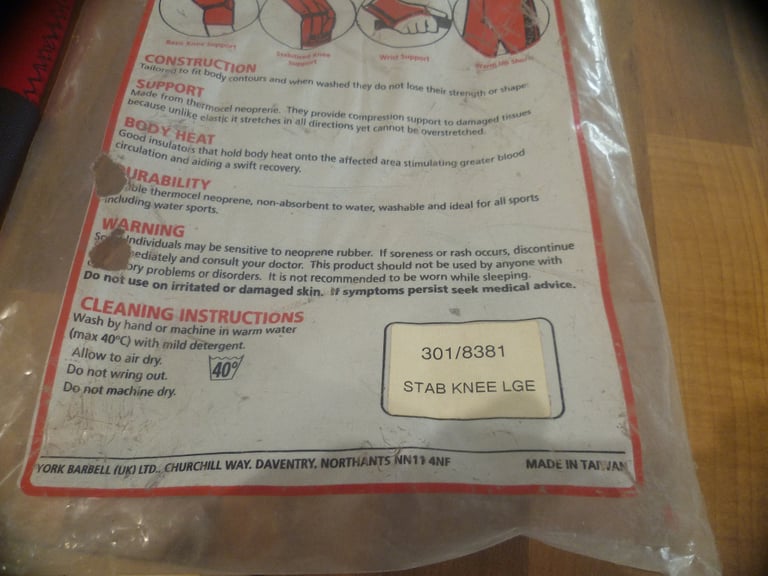 Basic Knee Support
Stabilised Knee
Support
Wrist Support
Warm Up Shorts
CONSTRUCTION
Tailored to fit body contours and when washed they do not lose their strength or shape.
SUPPORT
Made from thermocel neoprene. They provide compression support to damaged tissues
because unlike elastic it stretches in all directions yet cannot be overstretched.
BODY HEAT
Good insulators that hold body heat onto the affected area stimulating greater blood
circulation and aiding a swift recovery.
URABILITY
ble thermocel neoprene, non-absorbent to water, washable and ideal for all sports
including water sports.
WARNING
individuals may be sensitive to neoprene rubber. If soreness or rash occurs, discontinue
ediately and consult your doctor. This product should not be used by anyone with
ory problems or disorders. It is not recommended to be worn while sleeping.
Do not use on irritated or damaged skin. If symptoms persist seek medical advice.
CLEANING INSTRUCTIONS
Wash by hand or machine in warm water
(max 40°C) with mild detergent.
Allow to air dry.
Do not wring out.
Do not machine dry.
40°
301/8381
STAB KNEE LGE
YORK BARBELL (UK) LTD., CHURCHILL WAY, DAVENTRY, NORTHANTS NN11 4NF MADE IN TAIWAN